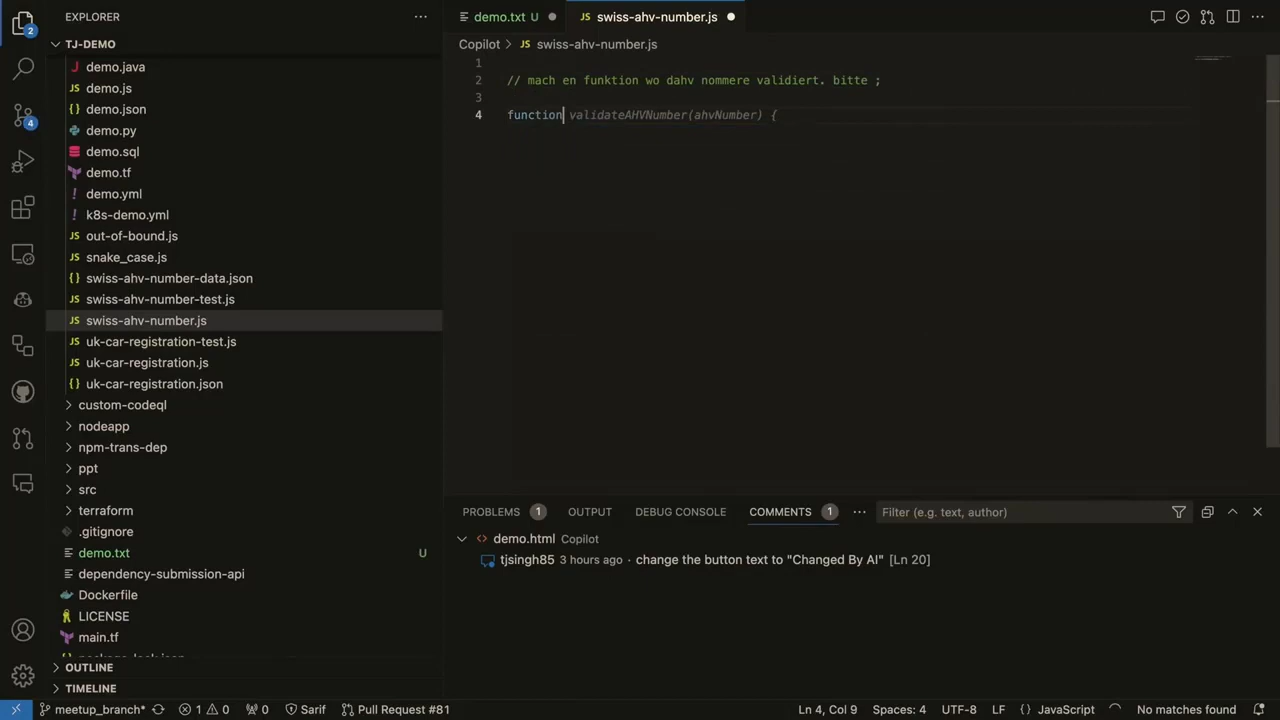 EXPLORER
TJ-DEMO
demo.java
demo.js
demo.json
demo.py
demo.sql
demo.tf
demo.yml
k8s-demo.yml
out-of-bound.js
snake_case.js
swiss-ahv-number-data.json
swiss-ahv-number-test.js
swiss-ahv-number.js
uk-car-registration-test.js
uk-car-registration.js
uk-car-registration.json
custom-codeql
nodeapp
npm-trans-dep
ppt
src
terraform
.gitignore
demo.txt U
dependency-submission-api
Dockerfile
LICENSE
main.tf
OUTLINE
TIMELINE
2
4
demo.txt U
JS swiss-ahv-number.js
Copilot > JS swiss-ahv-number.js
1
2 // mach en funktion wo dahv nommere validiert. bitte ;
3
4 function validateAHVNumber(ahvNumber) {
PROBLEMS 1 OUTPUT DEBUG CONSOLE COMMENTS 1 ··· Filter (e.g. text, author)
demo.html Copilot
tjsingh85 3 hours ago · change the button text to "Changed By AI" [Ln 20]
meetup_branch* 1 0 0 Sarif Pull Request #81 Ln 4, Col 9 Spaces: 4 UTF-8 LF {} JavaScript No matches found